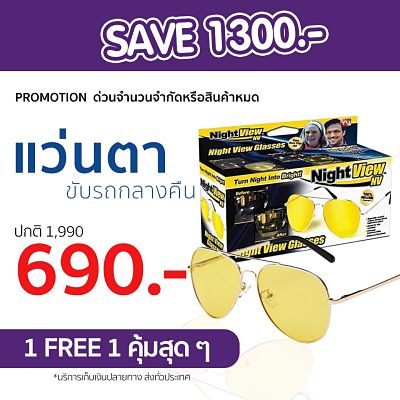 SAVE 1300.-
PROMOTION ด่วนจำนวนจำกัดหรือสินค้าหมด
แว่นตา
ขับรถกลางคืน
ปกติ 1,990
690.-
Night View NV
Night View Glasses
Turn Night Into Bright!
Before
After
Night View NV
Night View Glasses
1 FREE 1 คุ้มสุด ๆ
*บริการเก็บเงินปลายทาง ส่งทั่วประเทศ